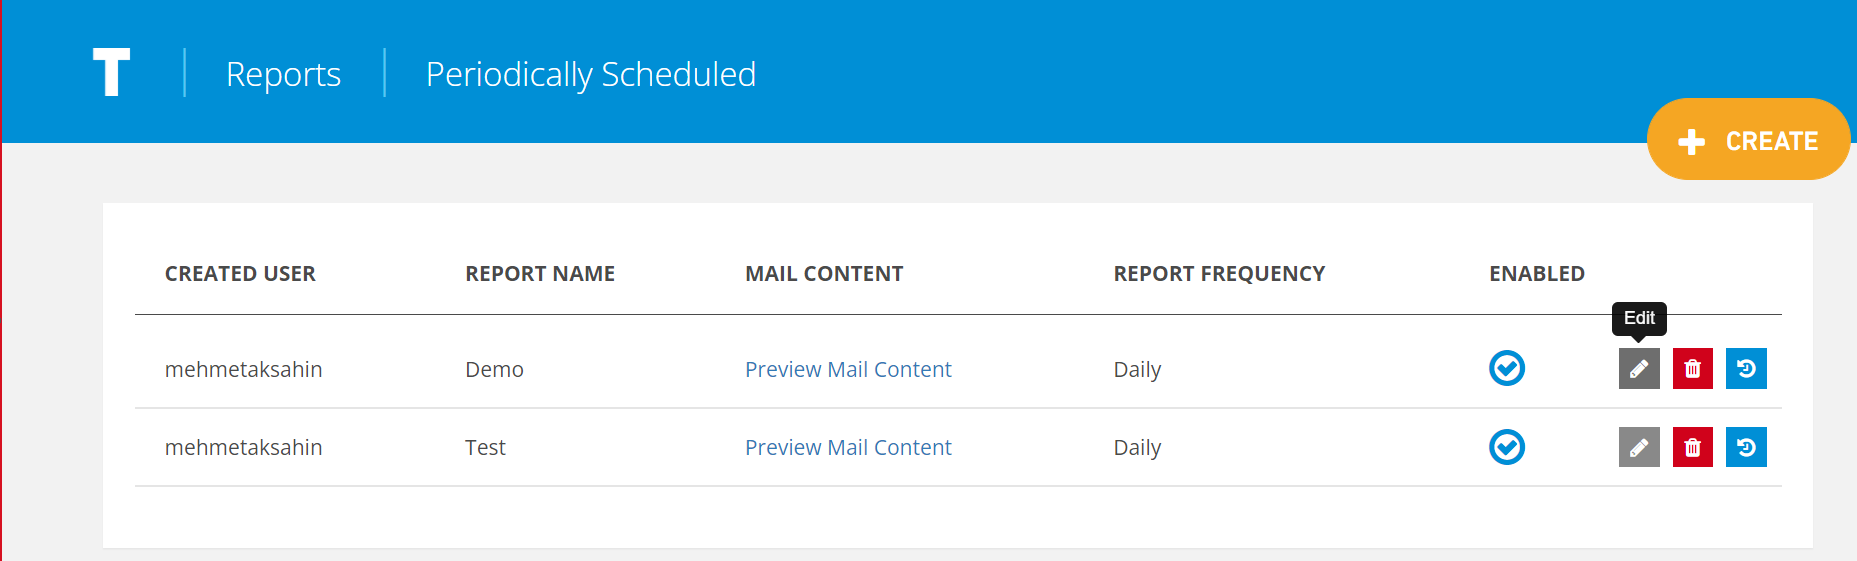 T Reports Periodically Scheduled
CREATE
CREATED USER REPORT NAME MAIL CONTENT REPORT FREQUENCY ENABLED
Edit
mehmetaksahin Demo Preview Mail Content Daily
mehmetaksahin Test Preview Mail Content Daily